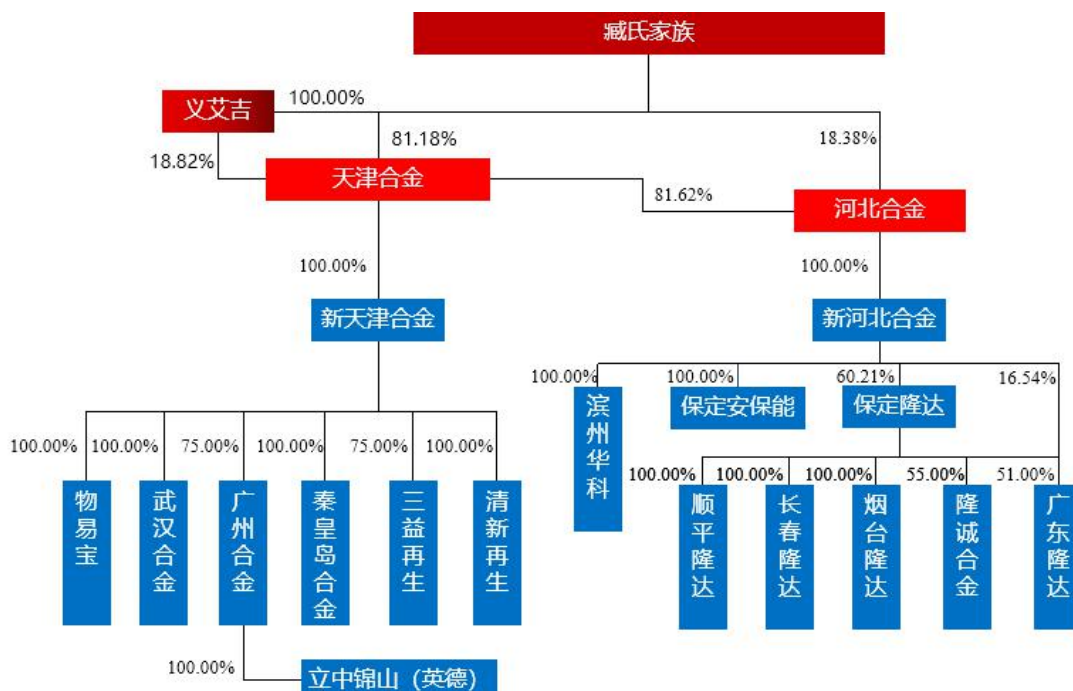 臧氏家族
义艾吉
100.00%
18.82%
81.18%
18.38%
天津合金
81.62%
河北合金
100.00%
100.00%
新天津合金
新河北合金
100.00%
100.00%
60.21%
16.54%
滨州华科
保定安保能
保定隆达
100.00%
100.00%
75.00%
100.00%
75.00%
100.00%
100.00%
100.00%
100.00%
55.00%
51.00%
物易宝
武汉合金
广州合金
秦皇岛合金
三益再生
清新再生
顺平隆达
长春隆达
烟台隆达
隆诚合金
广东隆达
100.00%
立中锦山（英德）